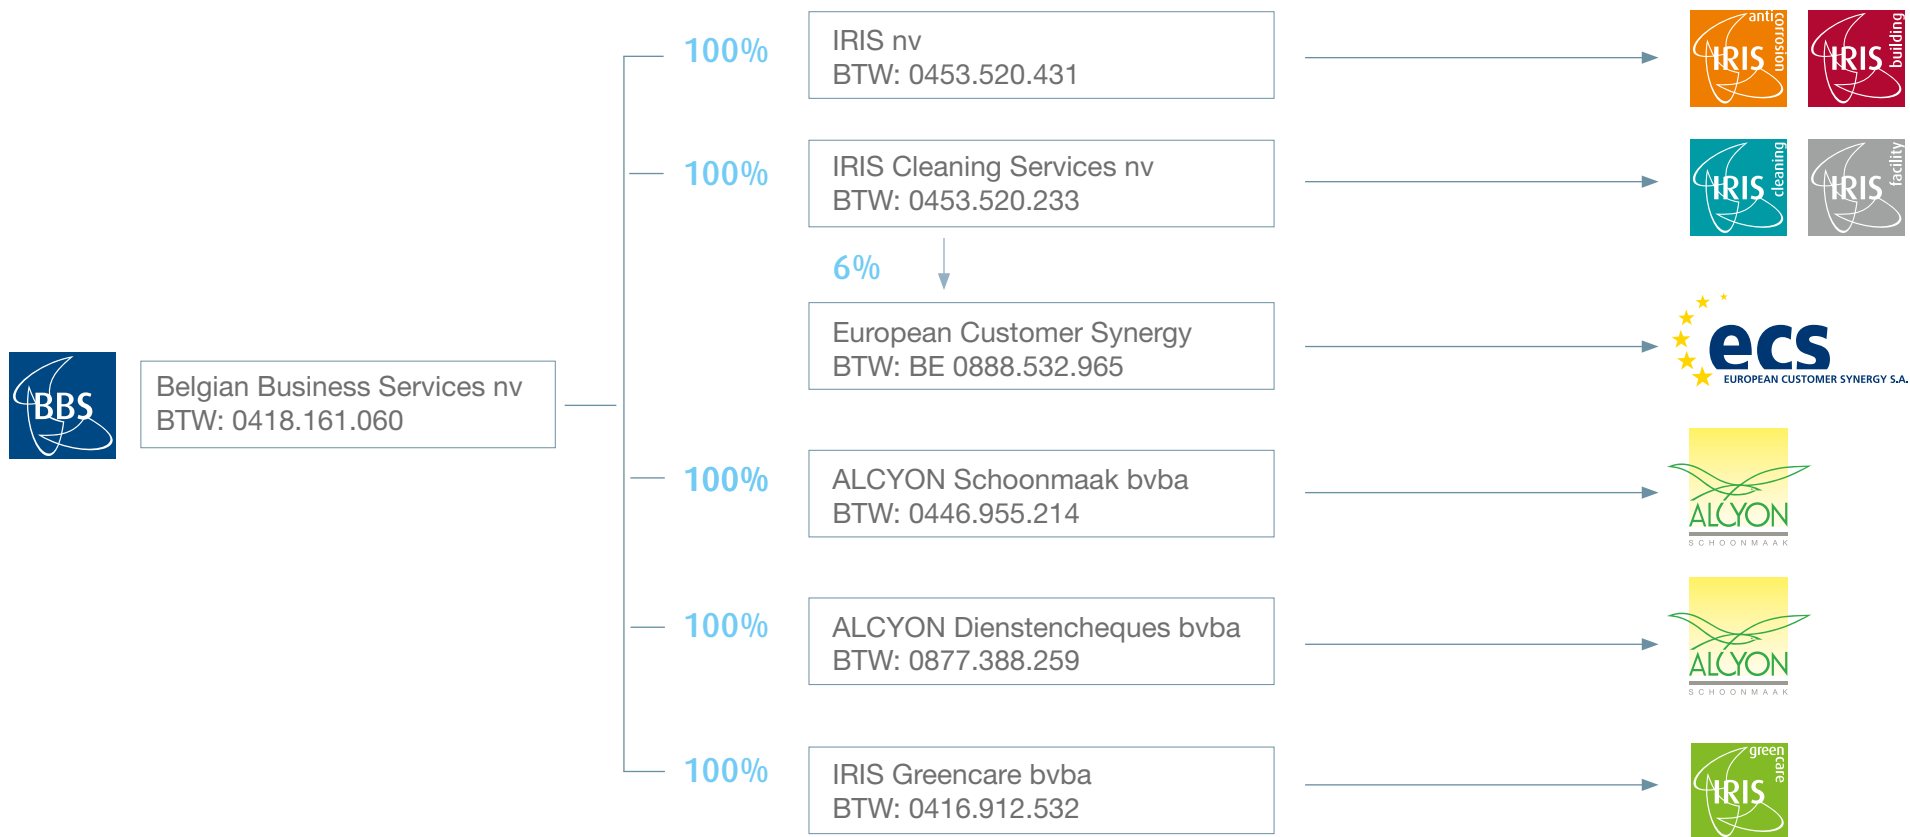 100%
IRIS nv
BTW: 0453.520.431
anti
corrosion
IRIS
building
IRIS
100%
IRIS Cleaning Services nv
BTW: 0453.520.233
cleaning
IRIS
facility
IRIS
6%
European Customer Synergy
BTW: BE 0888.532.965
ecs
EUROPEAN CUSTOMER SYNERGY S.A.
BBS
Belgian Business Services nv
BTW: 0418.161.060
100%
ALCYON Schoonmaak bvba
BTW: 0446.955.214
ALCYON
SCHOONMAAK
100%
ALCYON Dienstencheques bvba
BTW: 0877.388.259
ALCYON
SCHOONMAAK
100%
IRIS Greencare bvba
BTW: 0416.912.532
green
care
IRIS